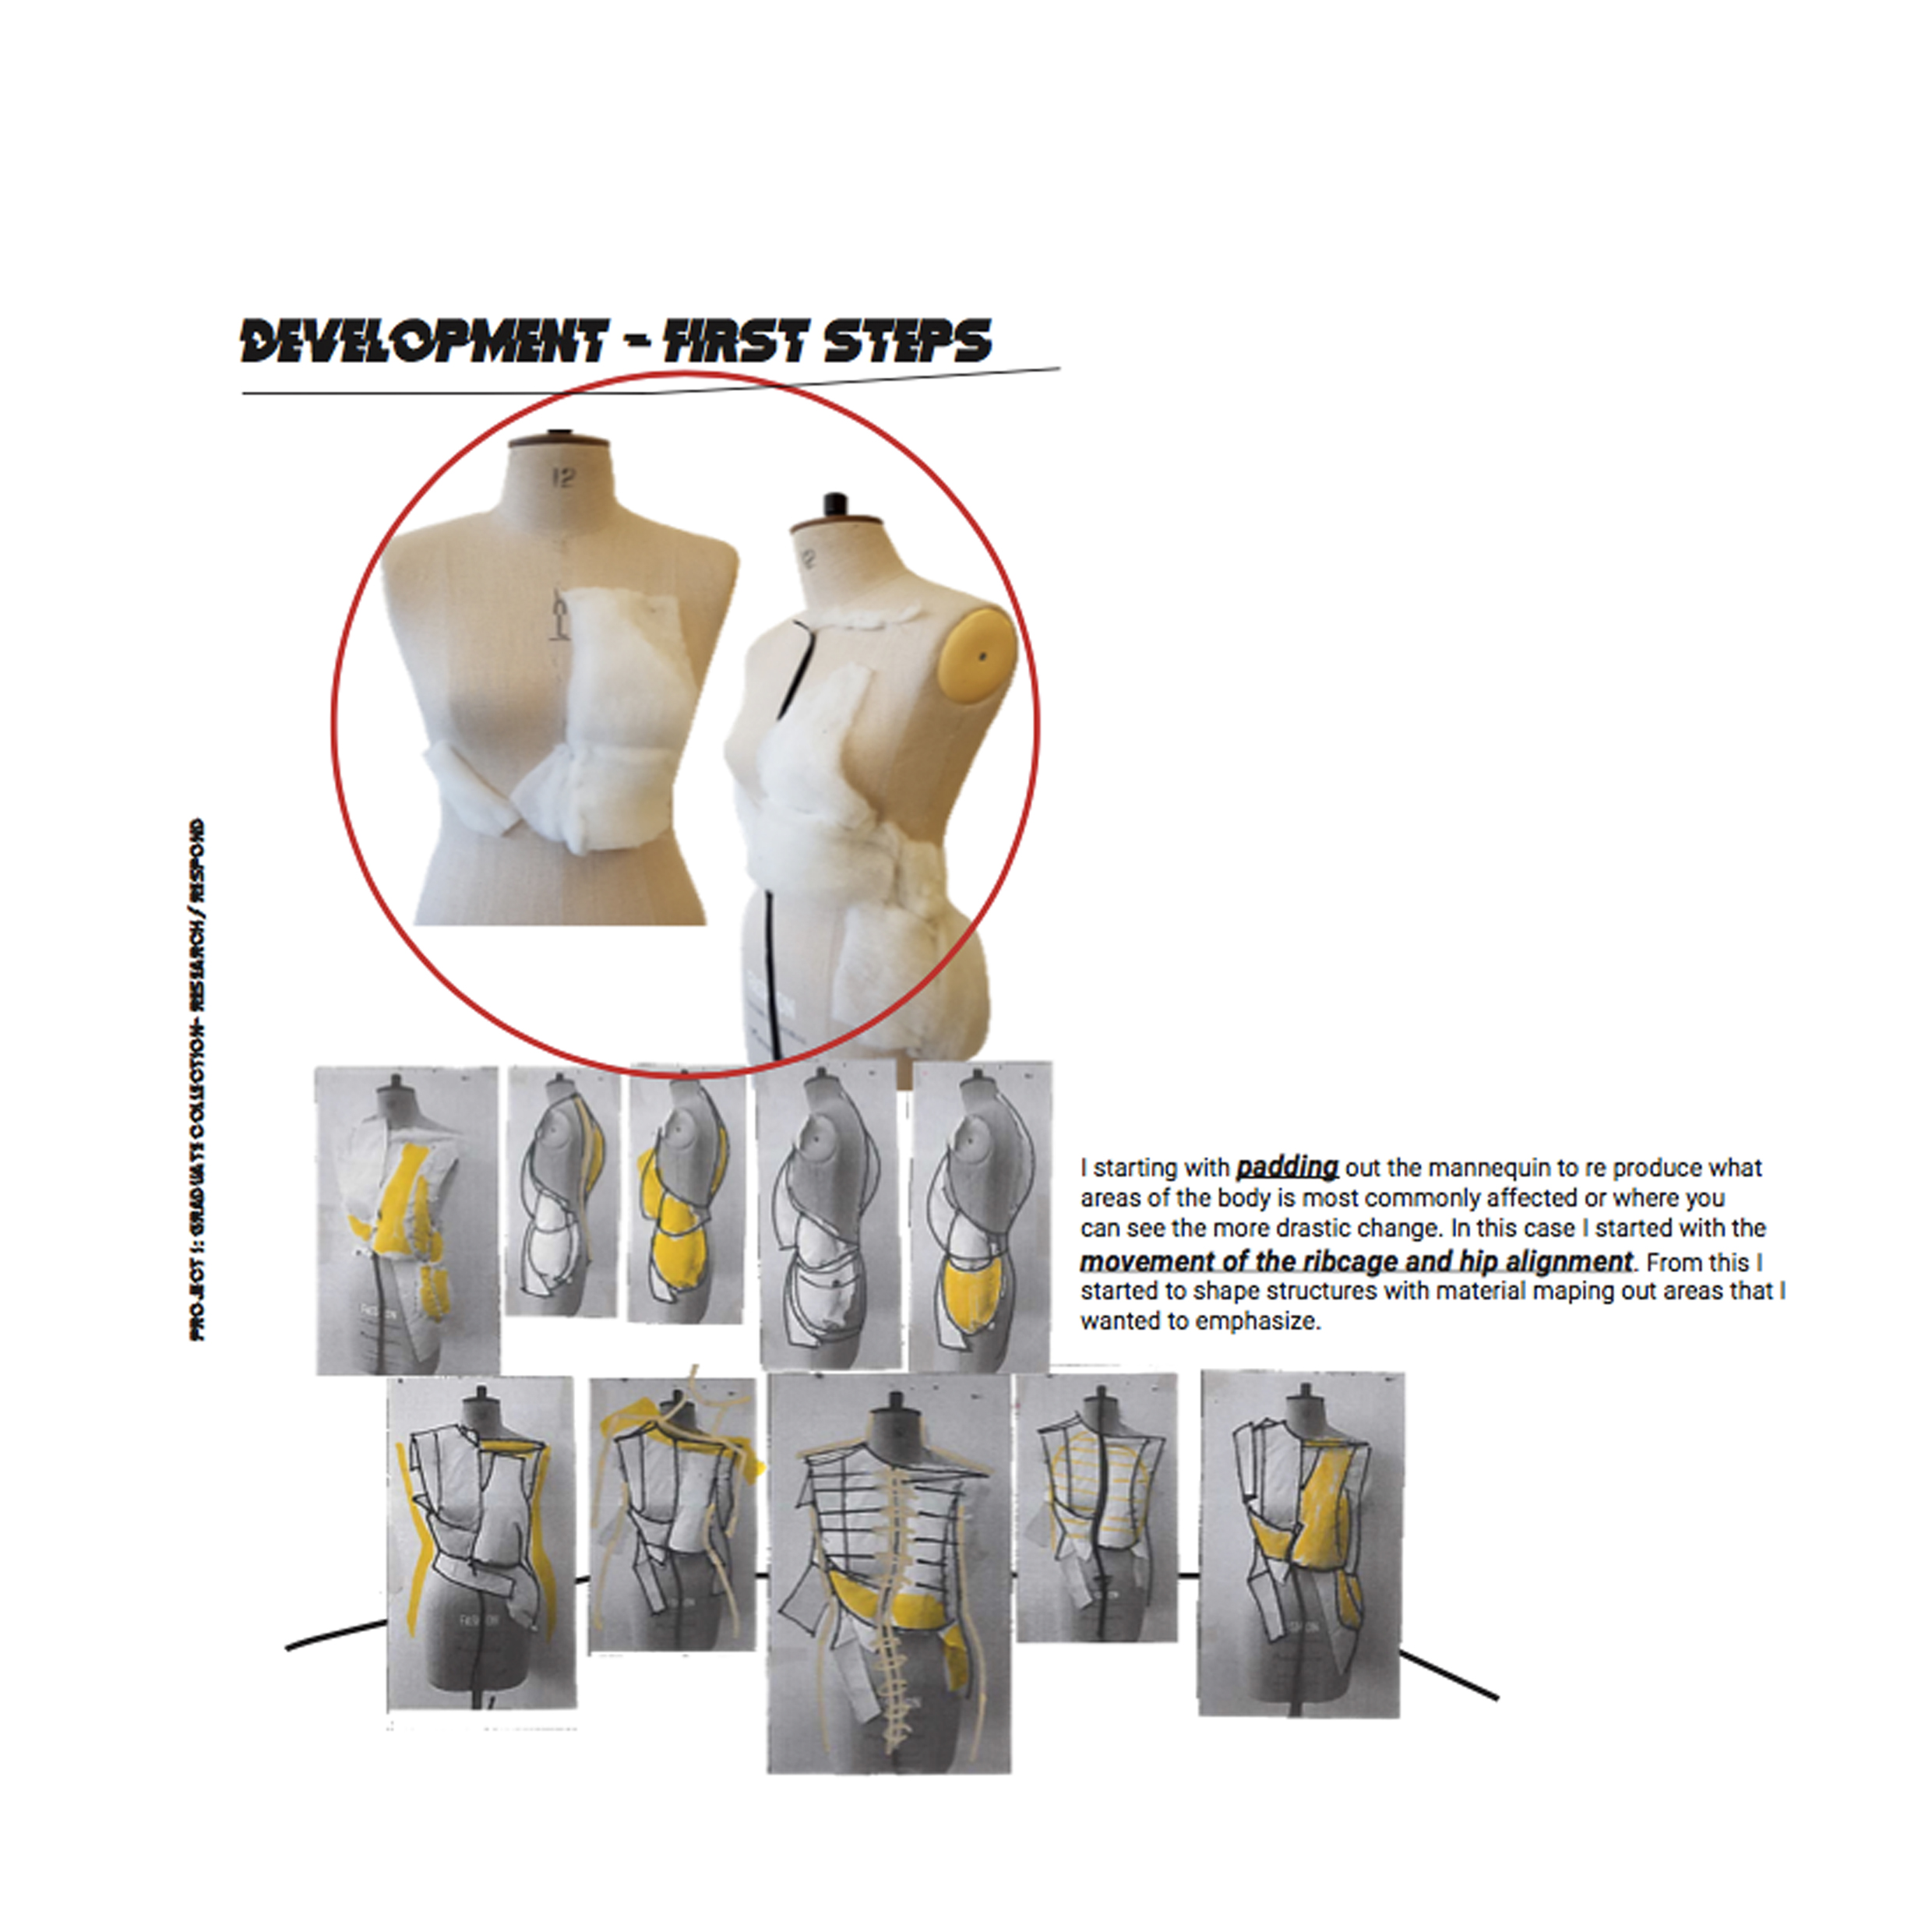 DEVELOPMENT - FIRST STEPS
12
PROJECT 1: GRADUATE COLLECTION- RESEARCH / RESPOND
I starting with padding out the mannequin to re produce what
areas of the body is most commonly affected or where you
can see the more drastic change. In this case I started with the
movement of the ribcage and hip alignment. From this I
started to shape structures with material maping out areas that I
wanted to emphasize.
FASHION